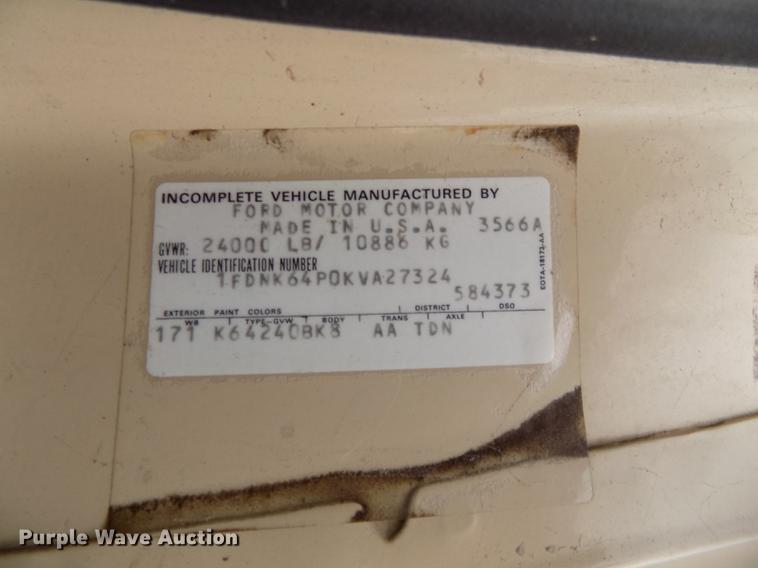 INCOMPLETE VEHICLE MANUFACTURED BY
FORD MOTOR COMPANY
MADE IN U.S.A. 3566A
GVWR: 24000 LB/ 10886 KG
VEHICLE IDENTIFICATION NUMBER
1FDNK64P0KVA27324
584373
EOTA-18173-AA
EXTERIOR PAINT COLORS DISTRICT DSO
WB TYPE-GVW BODY TRANS AXLE
171 K64240BK8 AA TDN
Purple Wave Auction